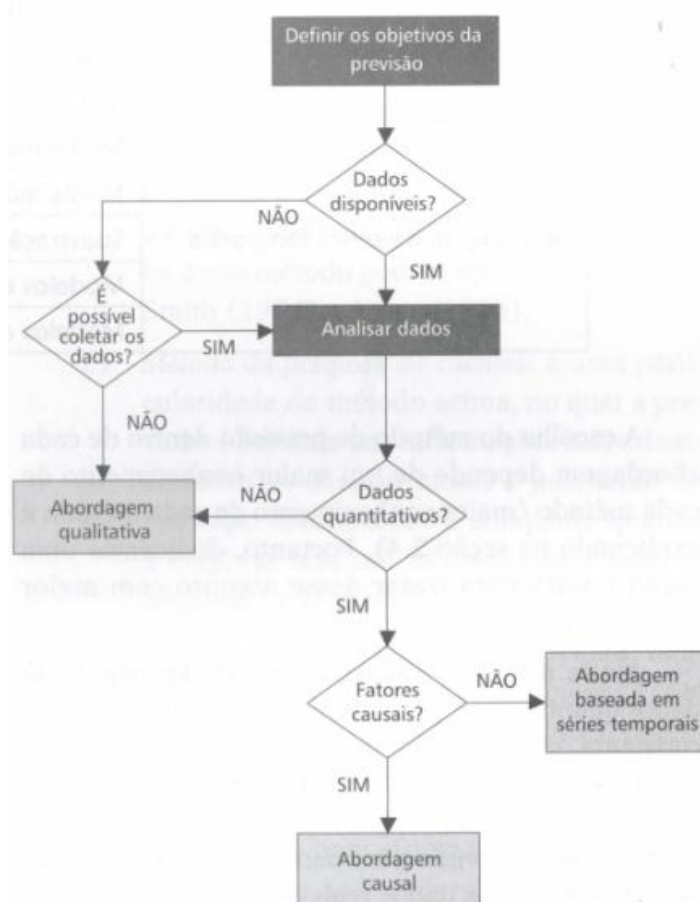 Definir os objetivos da
previsão
Dados
disponíveis?
NÃO
SIM
É
possível
coletar os
dados?
SIM
Analisar dados
NÃO
Abordagem
qualitativa
NÃO
Dados
quantitativos?
SIM
Fatores
causais?
NÃO
Abordagem
baseada em
séries temporais
SIM
Abordagem
causal